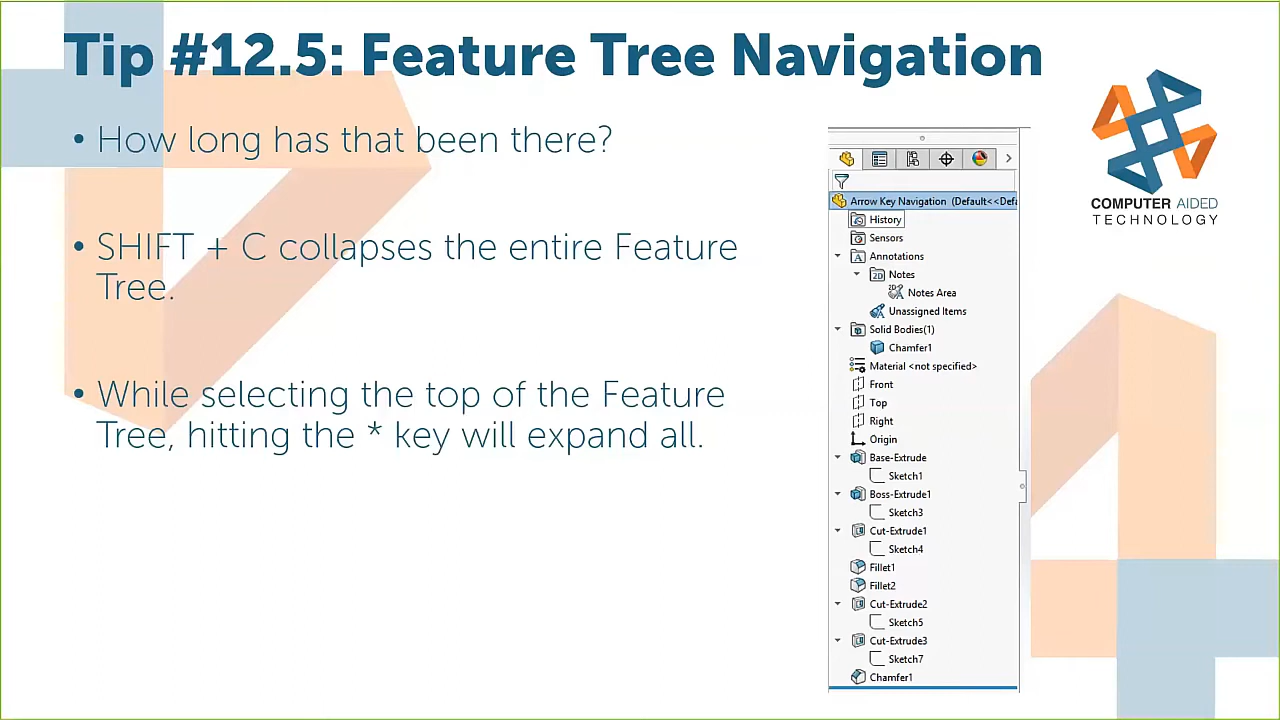 Tip #12.5: Feature Tree Navigation
• How long has that been there?
• SHIFT + C collapses the entire Feature
Tree.
• While selecting the top of the Feature
Tree, hitting the * key will expand all.
COMPUTER AIDED
TECHNOLOGY
Arrow Key Navigation (Default<<Defa
History
Sensors
Annotations
Notes
Notes Area
Unassigned Items
Solid Bodies(1)
Chamfer1
Material <not specified>
Front
Top
Right
Origin
Base-Extrude
Sketch1
Boss-Extrude1
Sketch3
Cut-Extrude1
Sketch4
Fillet1
Fillet2
Cut-Extrude2
Sketch5
Cut-Extrude3
Sketch7
Chamfer1